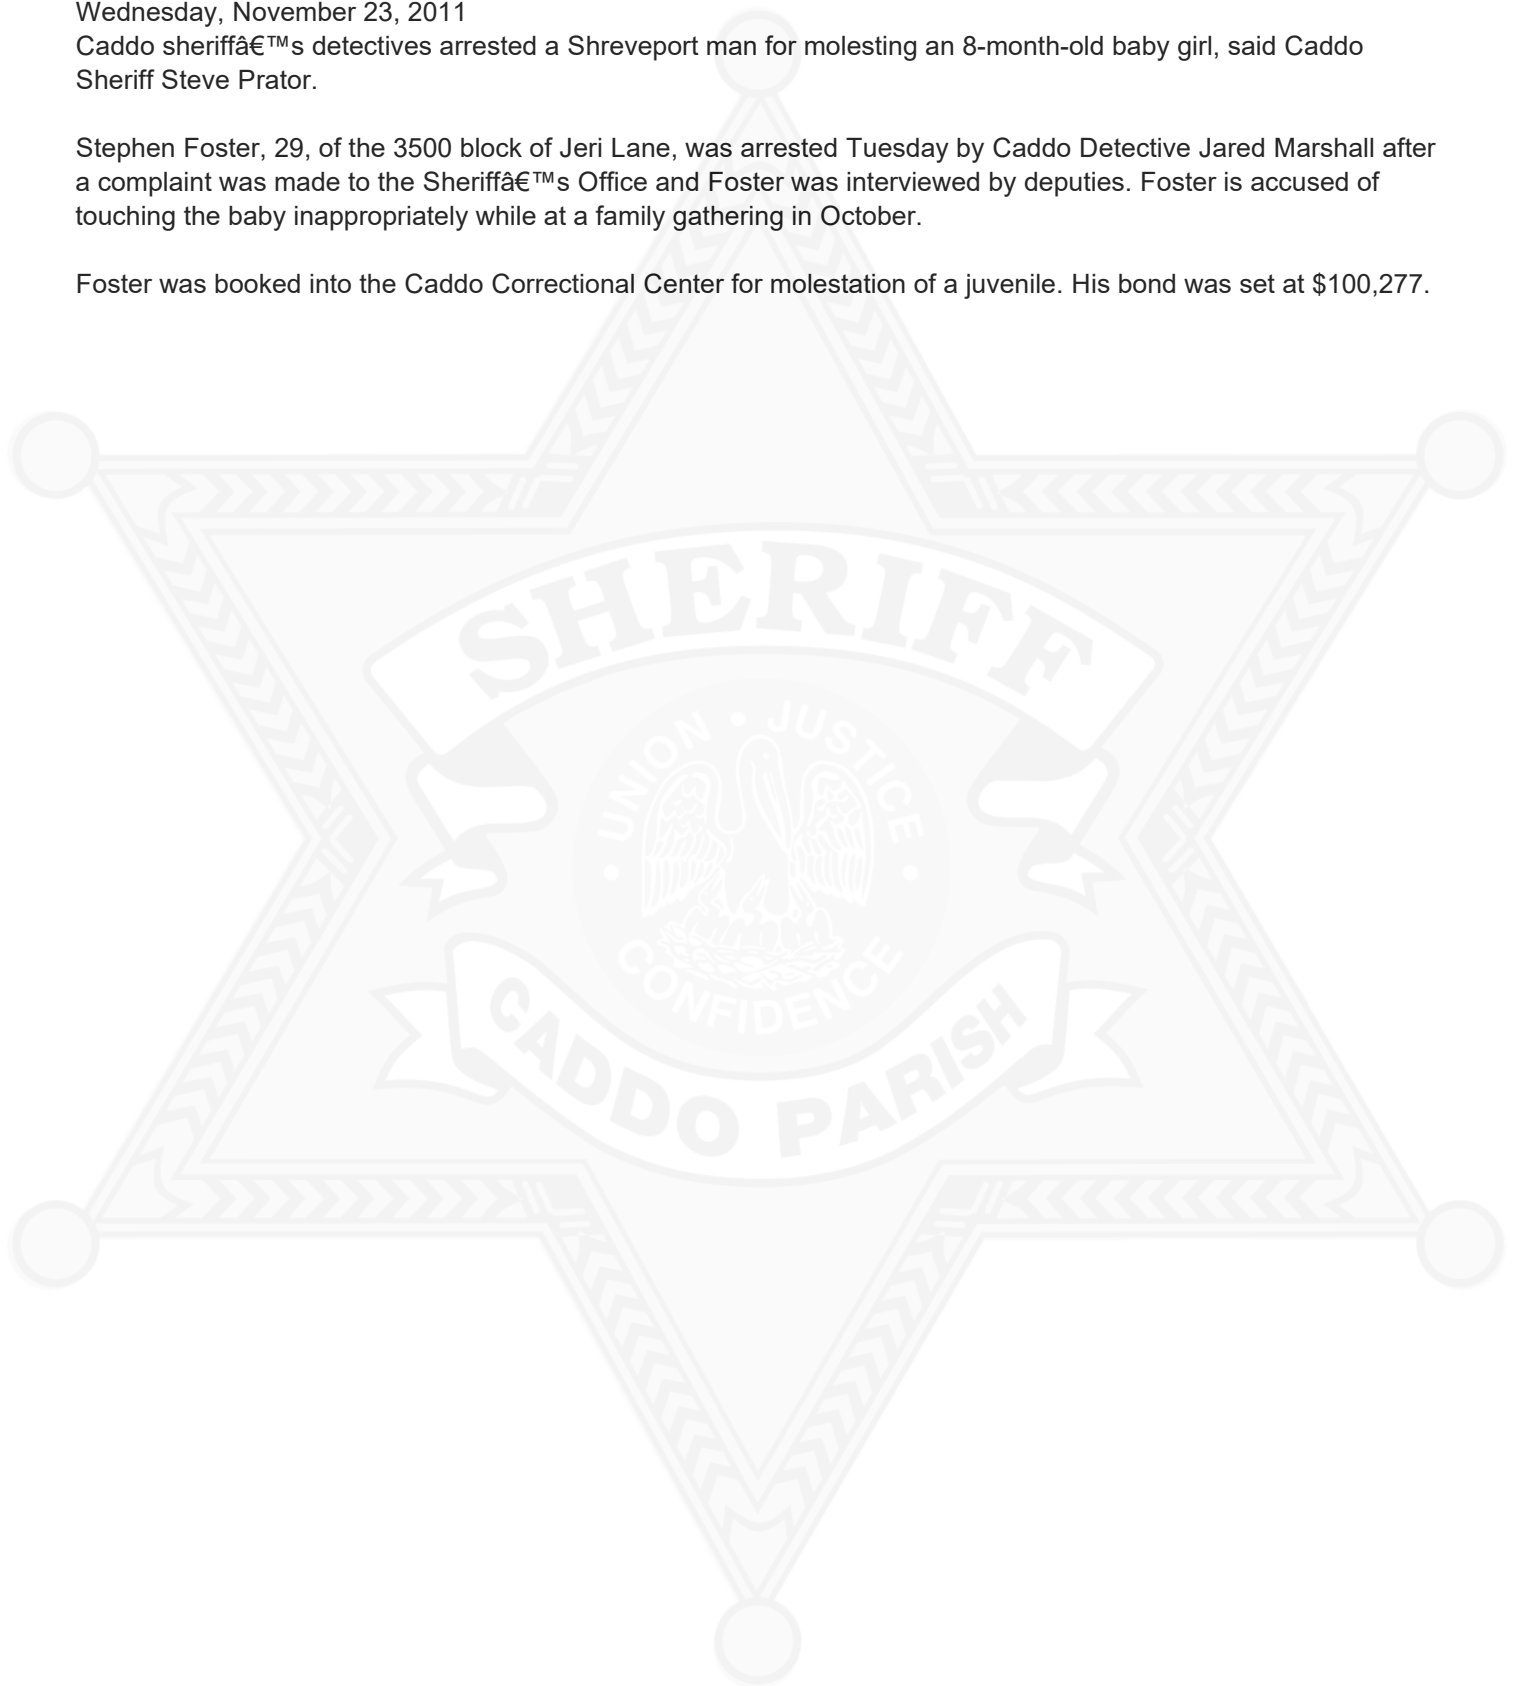 Wednesday, November 23, 2011
Caddo sheriffâ€™s detectives arrested a Shreveport man for molesting an 8-month-old baby girl, said Caddo
Sheriff Steve Prator.
Stephen Foster, 29, of the 3500 block of Jeri Lane, was arrested Tuesday by Caddo Detective Jared Marshall after
a complaint was made to the Sheriffâ€™s Office and Foster was interviewed by deputies. Foster is accused of
touching the baby inappropriately while at a family gathering in October.
Foster was booked into the Caddo Correctional Center for molestation of a juvenile. His bond was set at $100,277.
SHERIFF
UNION • JUSTICE
• CONFIDENCE •
CADDO PARISH